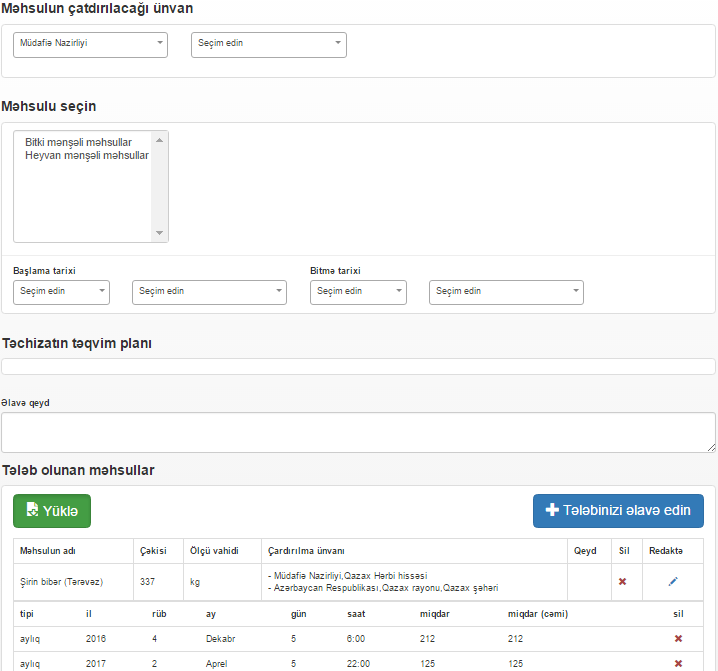 Məhsulun çatdırılacağı ünvan
Müdafiə Nazirliyi Seçim edin
Məhsulu seçin
Bitki mənşəli məhsullar
Heyvan mənşəli məhsullar
Başlama tarixi Bitmə tarixi
Seçim edin Seçim edin Seçim edin Seçim edin
Təchizatın təqvim planı
Əlavə qeyd
Tələb olunan məhsullar
Yüklə Tələbinizi əlavə edin
Məhsulun adı Çəkisi Ölçü vahidi Çardırılma ünvanı Qeyd Sil Redaktə
Şirin bibər (Tərəvəz) 337 kg - Müdafiə Nazirliyi,Qazax Hərbi hissəsi
- Azərbaycan Respublikası,Qazax rayonu,Qazax şəhəri
tipi il rüb ay gün saat miqdar miqdar (cəmi) sil
aylıq 2016 4 Dekabr 5 6:00 212 212
aylıq 2017 2 Aprel 5 22:00 125 125